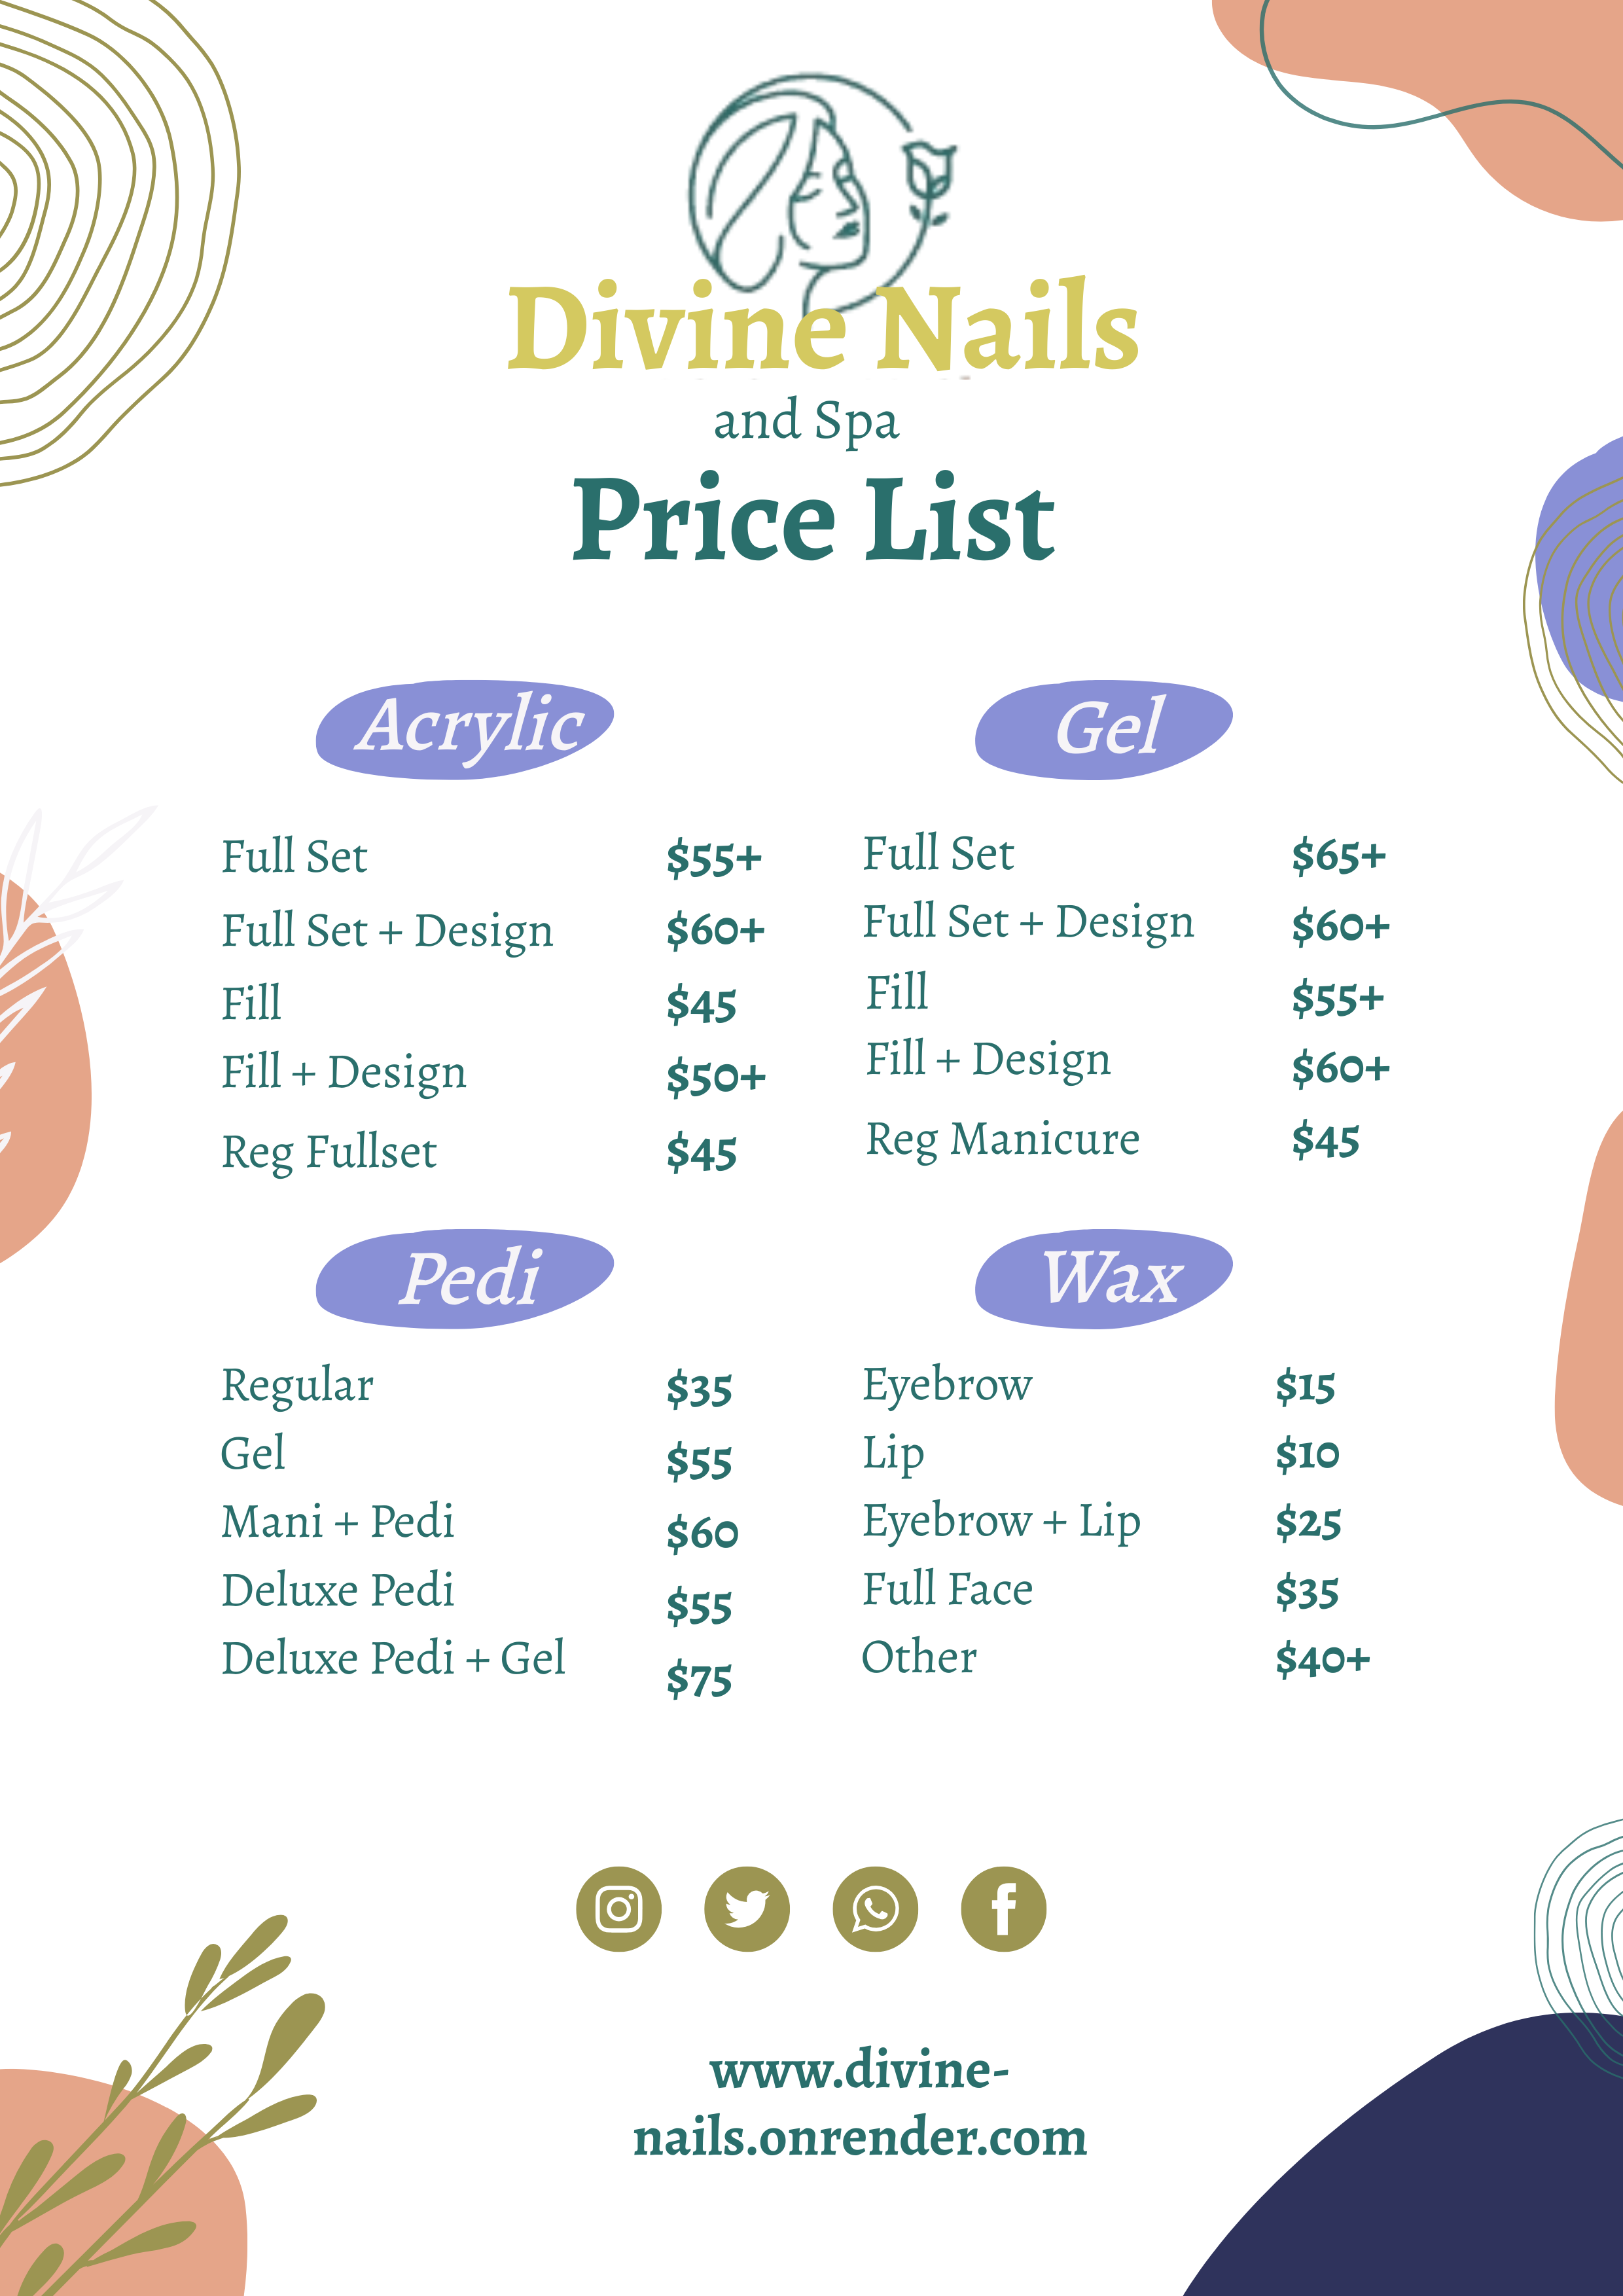 Divine Nails
and Spa
Price List
Acrylic
Full Set $55+
Full Set + Design $60+
Fill $45
Fill + Design $50+
Reg Fullset $45
Gel
Full Set $65+
Full Set + Design $60+
Fill $55+
Fill + Design $60+
Reg Manicure $45
Pedi
Regular $35
Gel $55
Mani + Pedi $60
Deluxe Pedi $55
Deluxe Pedi + Gel $75
Wax
Eyebrow $15
Lip $10
Eyebrow + Lip $25
Full Face $35
Other $40+
www.divine-
nails.onrender.com